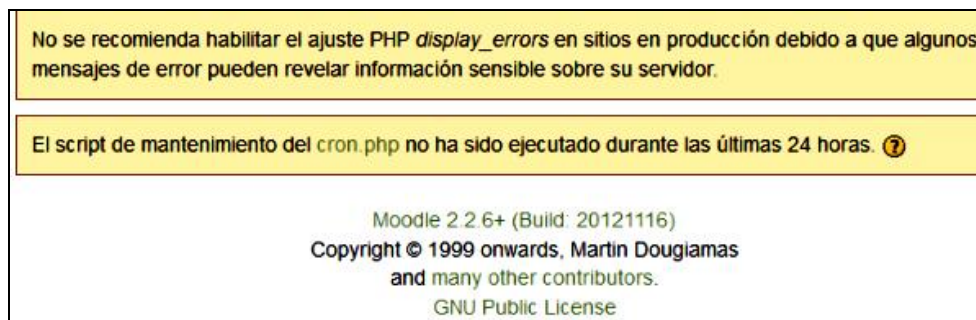 No se recomienda habilitar el ajuste PHP display_errors en sitios en producción debido a que algunos
mensajes de error pueden revelar información sensible sobre su servidor.
El script de mantenimiento del cron.php no ha sido ejecutado durante las últimas 24 horas. ?
Moodle 2.2.6+ (Build: 20121116)
Copyright © 1999 onwards, Martin Dougiamas
and many other contributors.
GNU Public License